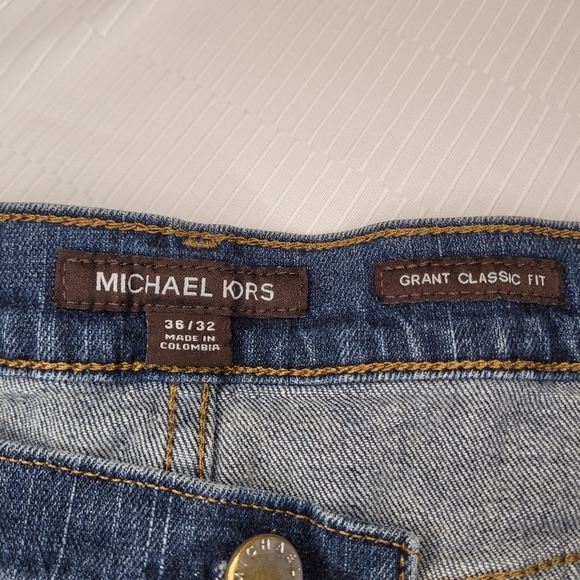 MICHAEL KORS
GRANT CLASSIC FIT
36/32
MADE IN
COLOMBIA